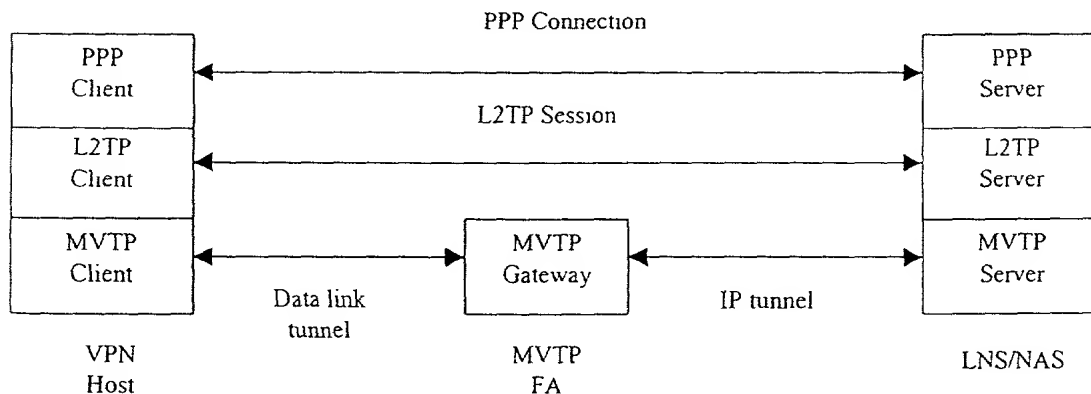 PPP Connection
PPP
Client
PPP
Server
L2TP Session
L2TP
Client
L2TP
Server
MVTP
Client
MVTP
Gateway
MVTP
Server
Data link
tunnel
IP tunnel
VPN
Host
MVTP
FA
LNS/NAS